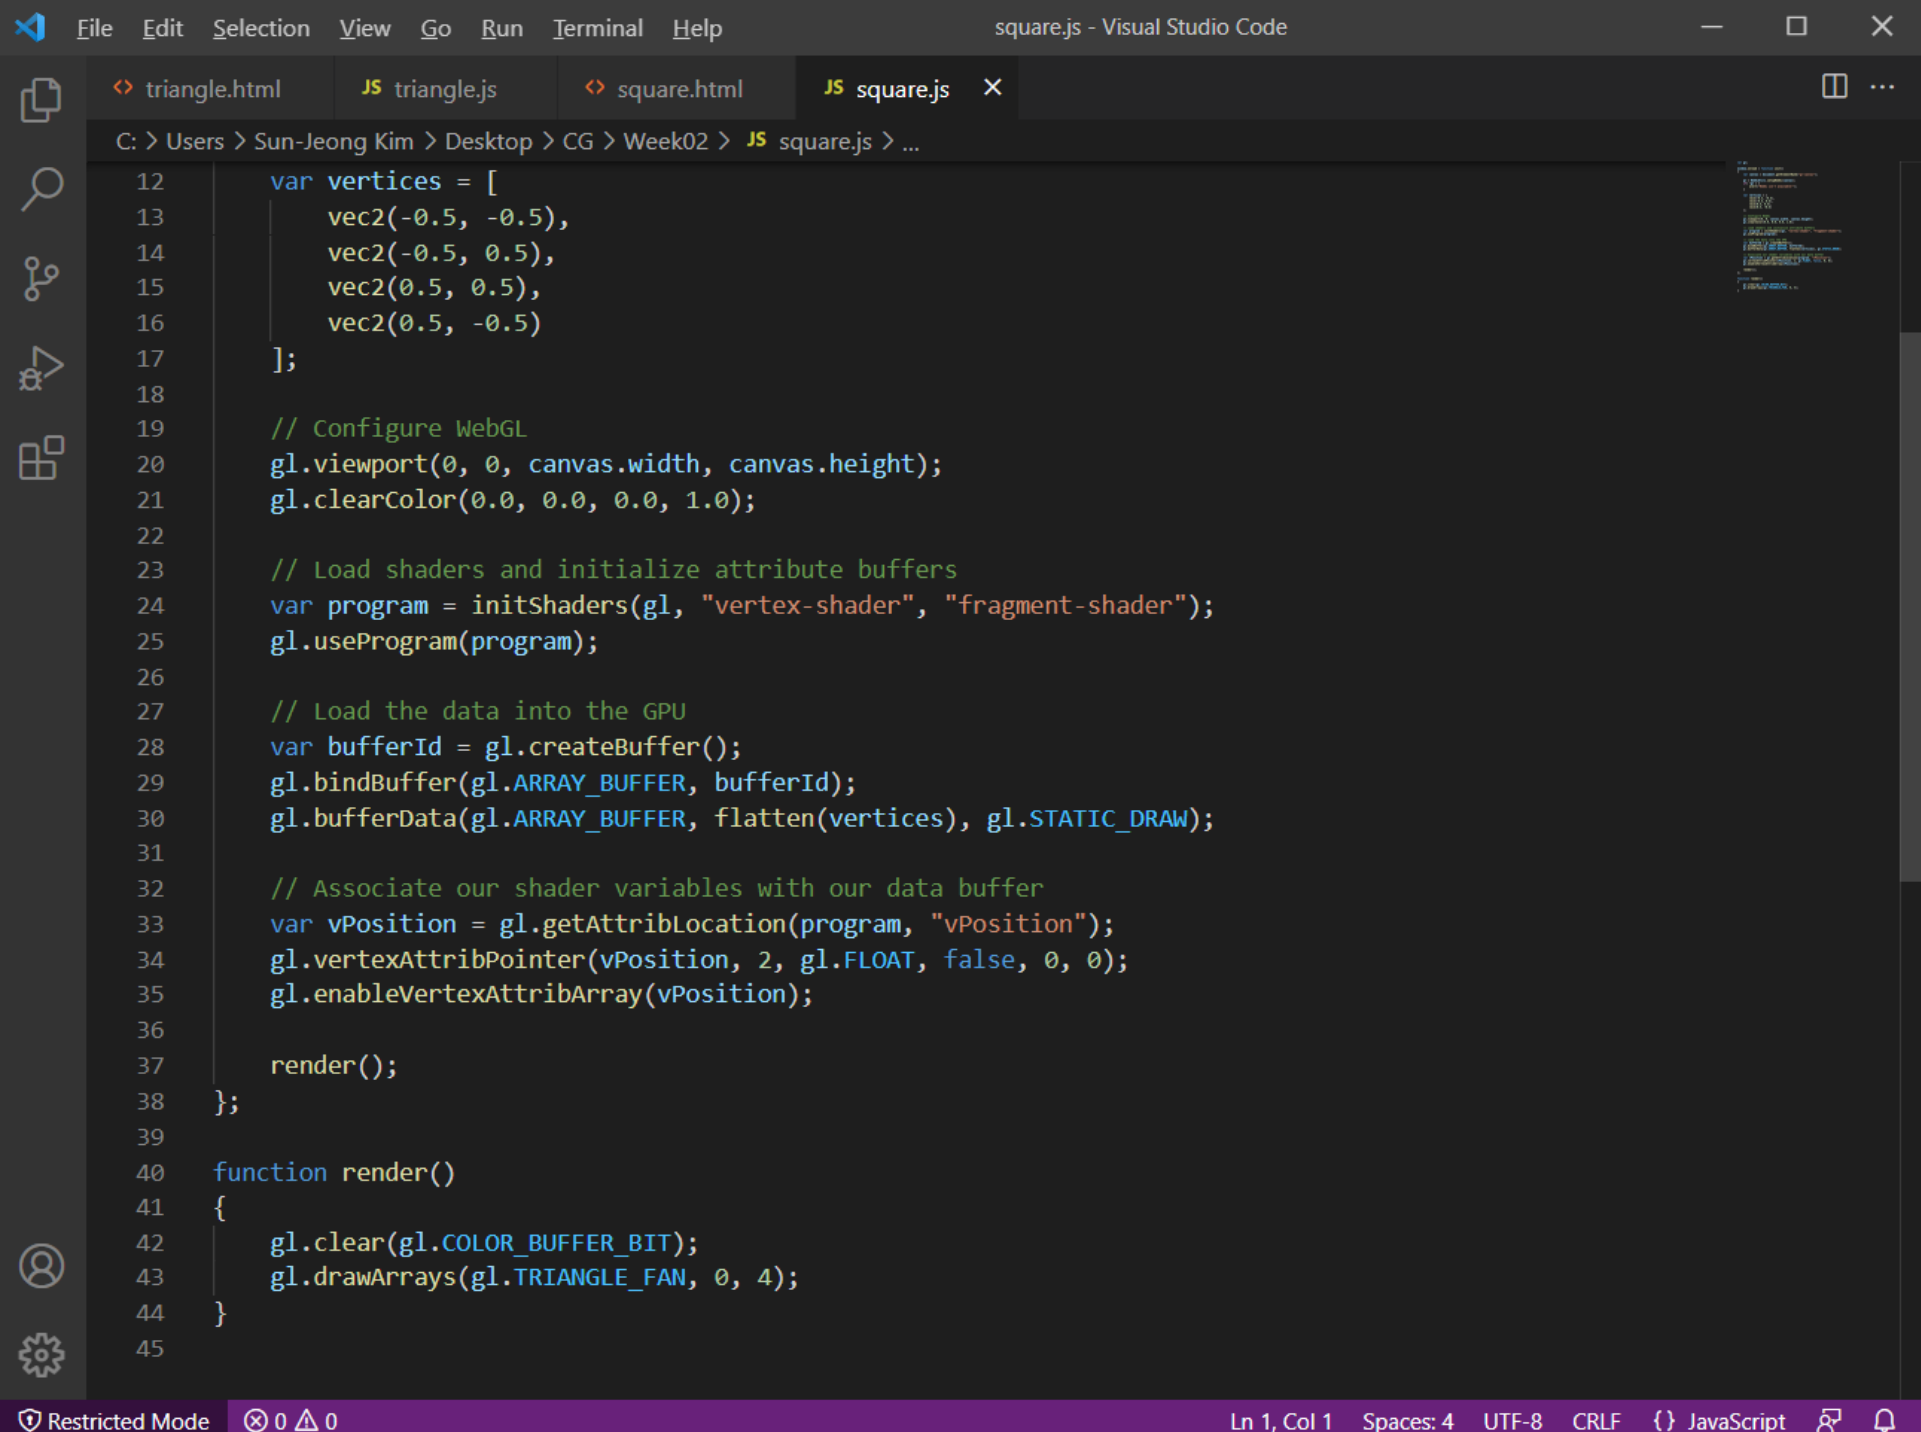 File Edit Selection View Go Run Terminal Help square.js - Visual Studio Code
triangle.html JS triangle.js square.html JS square.js
C: > Users > Sun-Jeong Kim > Desktop > CG > Week02 > JS square.js > ...
12 var vertices = [
13 vec2(-0.5, -0.5),
14 vec2(-0.5, 0.5),
15 vec2(0.5, 0.5),
16 vec2(0.5, -0.5)
17 ];
18
19 // Configure WebGL
20 gl.viewport(0, 0, canvas.width, canvas.height);
21 gl.clearColor(0.0, 0.0, 0.0, 1.0);
22
23 // Load shaders and initialize attribute buffers
24 var program = initShaders(gl, "vertex-shader", "fragment-shader");
25 gl.useProgram(program);
26
27 // Load the data into the GPU
28 var bufferId = gl.createBuffer();
29 gl.bindBuffer(gl.ARRAY_BUFFER, bufferId);
30 gl.bufferData(gl.ARRAY_BUFFER, flatten(vertices), gl.STATIC_DRAW);
31
32 // Associate our shader variables with our data buffer
33 var vPosition = gl.getAttribLocation(program, "vPosition");
34 gl.vertexAttribPointer(vPosition, 2, gl.FLOAT, false, 0, 0);
35 gl.enableVertexAttribArray(vPosition);
36
37 render();
38 };
39
40 function render()
41 {
42 gl.clear(gl.COLOR_BUFFER_BIT);
43 gl.drawArrays(gl.TRIANGLE_FAN, 0, 4);
44 }
45
Restricted Mode 0 0 Ln 1, Col 1 Spaces: 4 UTF-8 CRLF {} JavaScript